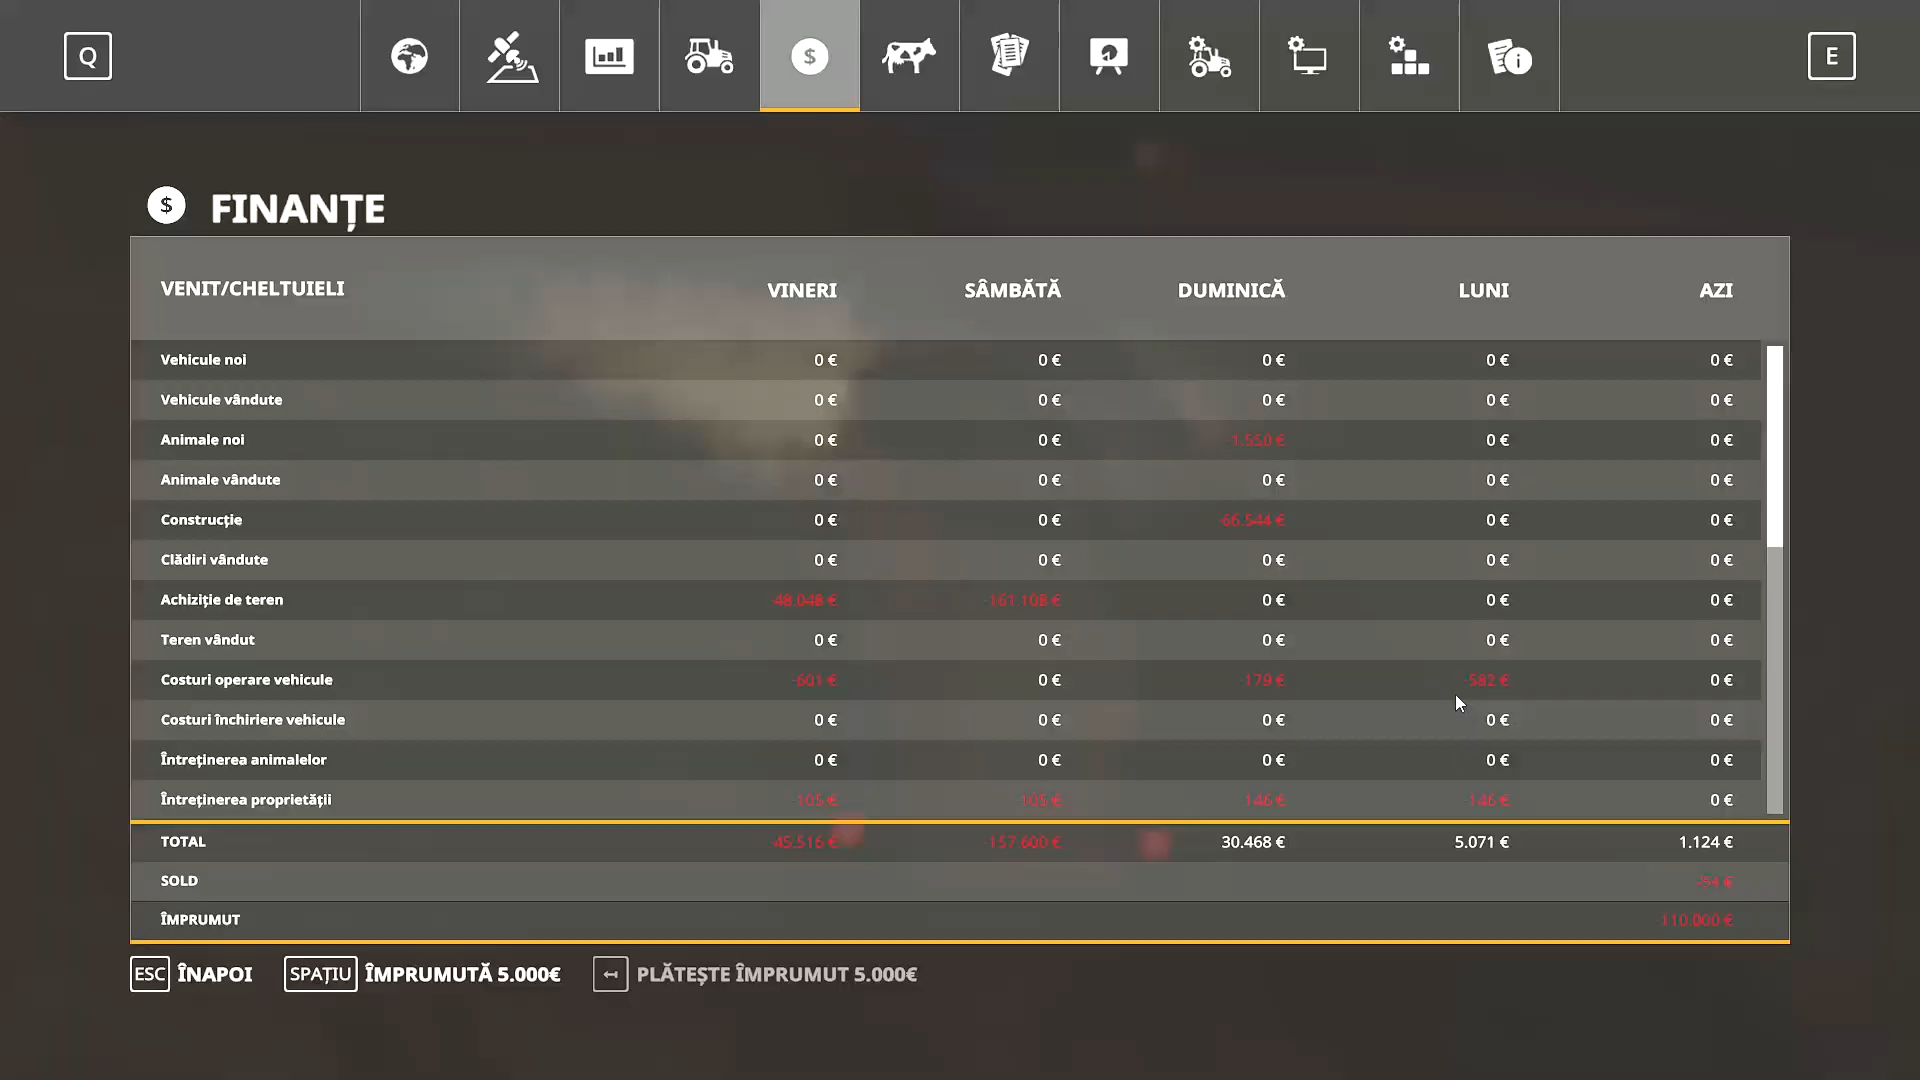 Q
E
$ FINANȚE
VENIT/CHELTUIELI VINERI SÂMBĂTĂ DUMINICĂ LUNI AZI
Vehicule noi 0 € 0 € 0 € 0 € 0 €
Vehicule vândute 0 € 0 € 0 € 0 € 0 €
Animale noi 0 € 0 € -1.550 € 0 € 0 €
Animale vândute 0 € 0 € 0 € 0 € 0 €
Construcție 0 € 0 € -66.544 € 0 € 0 €
Clădiri vândute 0 € 0 € 0 € 0 € 0 €
Achiziție de teren -48.048 € -161.108 € 0 € 0 € 0 €
Teren vândut 0 € 0 € 0 € 0 € 0 €
Costuri operare vehicule -601 € 0 € -179 € -582 € 0 €
Costuri închiriere vehicule 0 € 0 € 0 € 0 € 0 €
Întreținerea animalelor 0 € 0 € 0 € 0 € 0 €
Întreținerea proprietății -105 € -105 € -146 € -146 € 0 €
TOTAL -45.516 € -157.600 € 30.468 € 5.071 € 1.124 €
SOLD -54 €
ÎMPRUMUT -110.000 €
ESC ÎNAPOI SPAȚIU ÎMPRUMUTĂ 5.000€ PLĂTEȘTE ÎMPRUMUT 5.000€